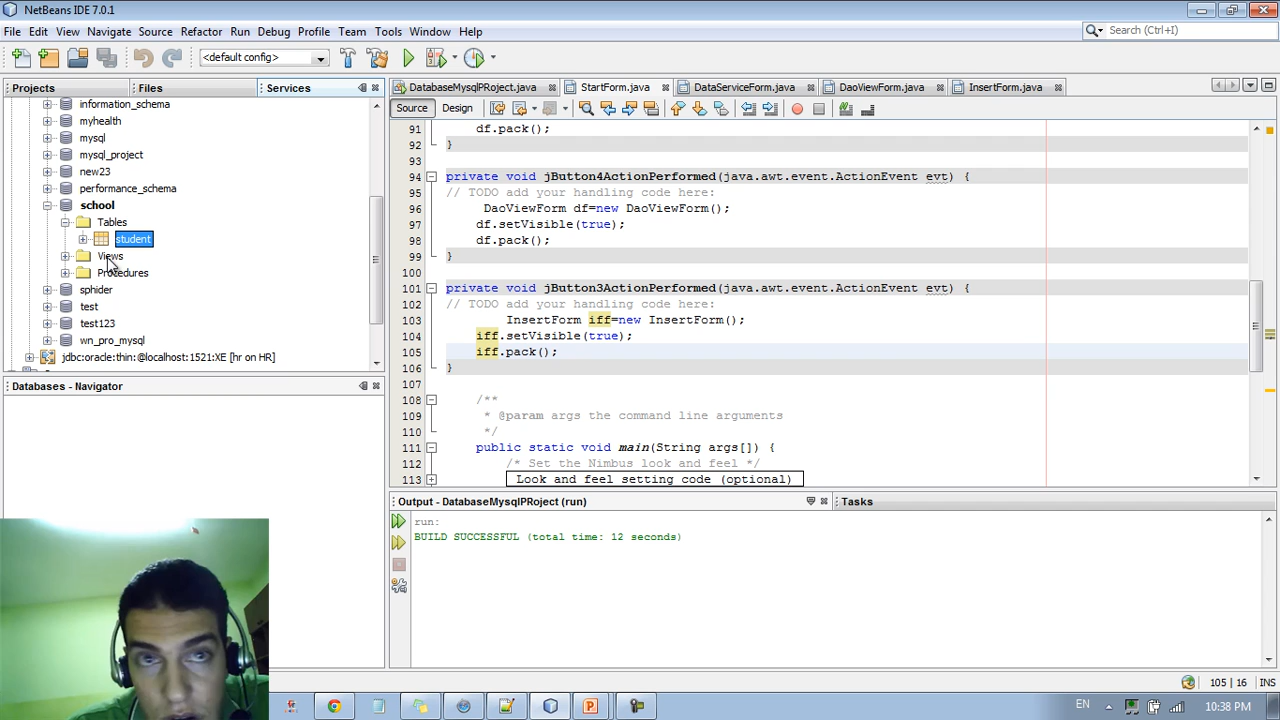 NetBeans IDE 7.0.1
File Edit View Navigate Source Refactor Run Debug Profile Team Tools Window Help
Search (Ctrl+I)
<default config>
Projects Files Services
DatabaseMysqlPRoject.java StartForm.java DataServiceForm.java DaoViewForm.java InsertForm.java
Source Design
information_schema
myhealth
mysql
mysql_project
new23
performance_schema
school
Tables
student
Views
Procedures
sphider
test
test123
wn_pro_mysql
jdbc:oracle:thin:@localhost:1521:XE [hr on HR]
Databases - Navigator
91 df.pack();
92 }
93
94 private void jButton4ActionPerformed(java.awt.event.ActionEvent evt) {
95 // TODO add your handling code here:
96 DaoViewForm df=new DaoViewForm();
97 df.setVisible(true);
98 df.pack();
99 }
100
101 private void jButton3ActionPerformed(java.awt.event.ActionEvent evt) {
102 // TODO add your handling code here:
103 InsertForm iff=new InsertForm();
104 iff.setVisible(true);
105 iff.pack();
106 }
107
108 /**
109 * @param args the command line arguments
110 */
111 public static void main(String args[]) {
112 /* Set the Nimbus look and feel */
113 Look and feel setting code (optional)
Output - DatabaseMysqlPRoject (run) Tasks
run:
BUILD SUCCESSFUL (total time: 12 seconds)
105 | 16 INS
EN 10:38 PM